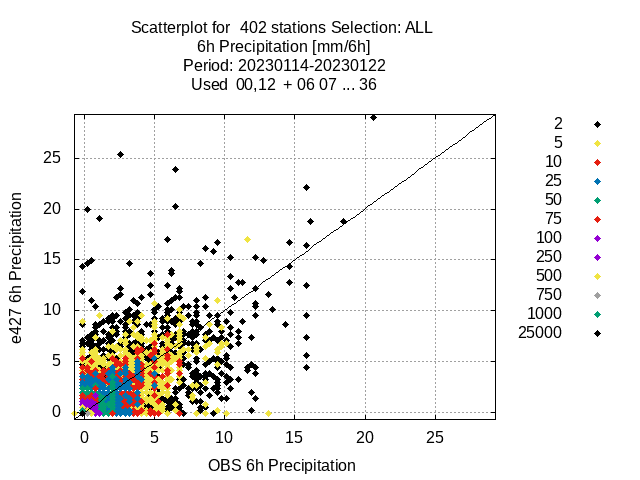 Scatterplot for  402 stations Selection: ALL
6h Precipitation [mm/6h]
Period: 20230114-20230122
Used  00,12  + 06 07 ... 36
2
5
10
25
50
75
100
250
500
750
1000
25000
25
20
15
10
5
0
e427 6h Precipitation
0 5 10 15 20 25
OBS 6h Precipitation